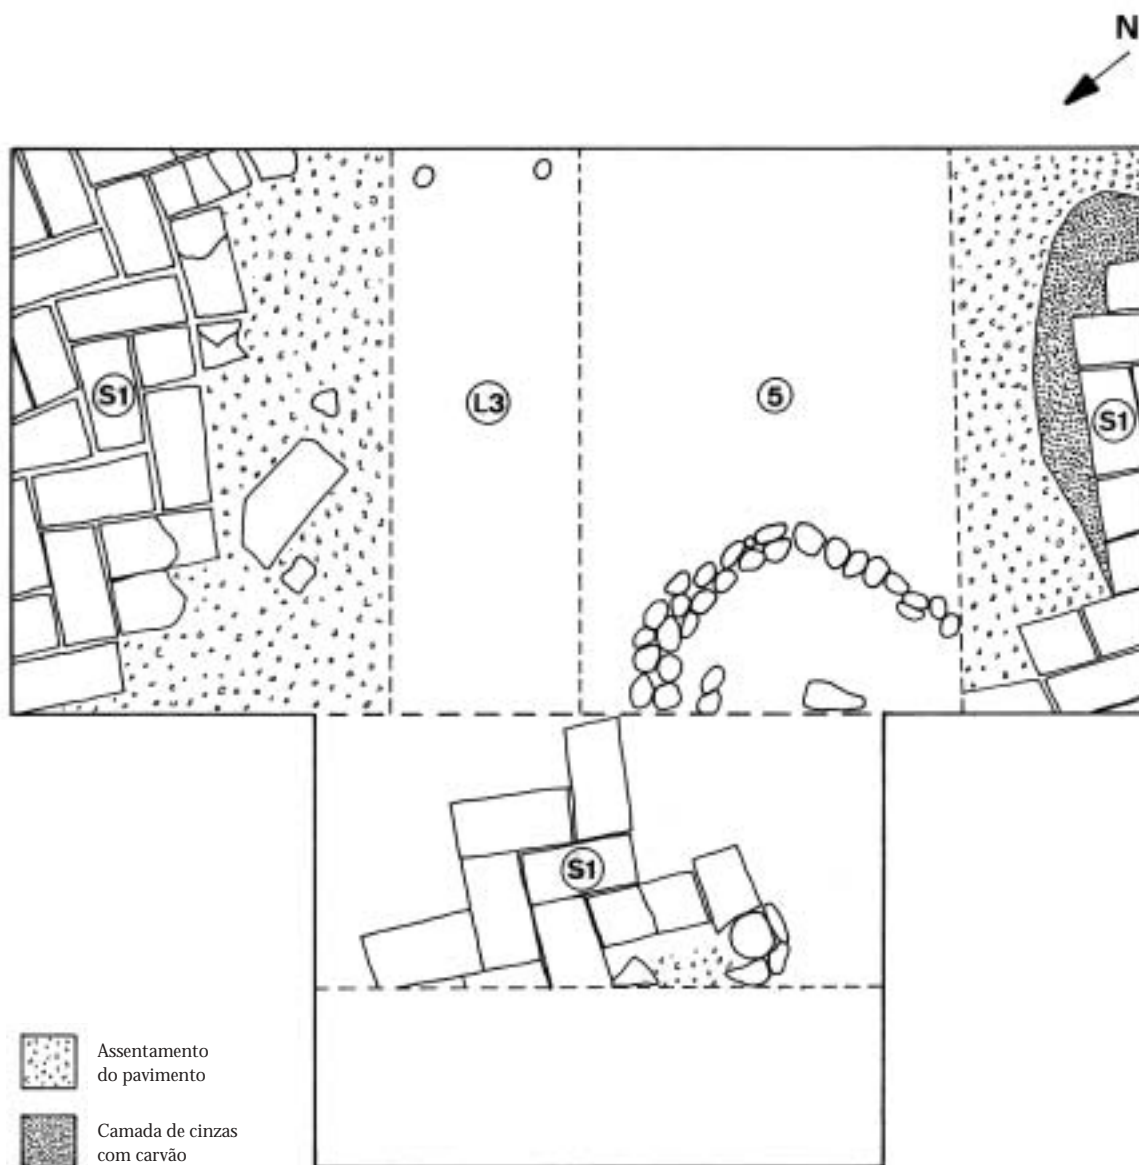 N
S1
L3
5
S1
S1
Assentamento
do pavimento
Camada de cinzas
com carvão